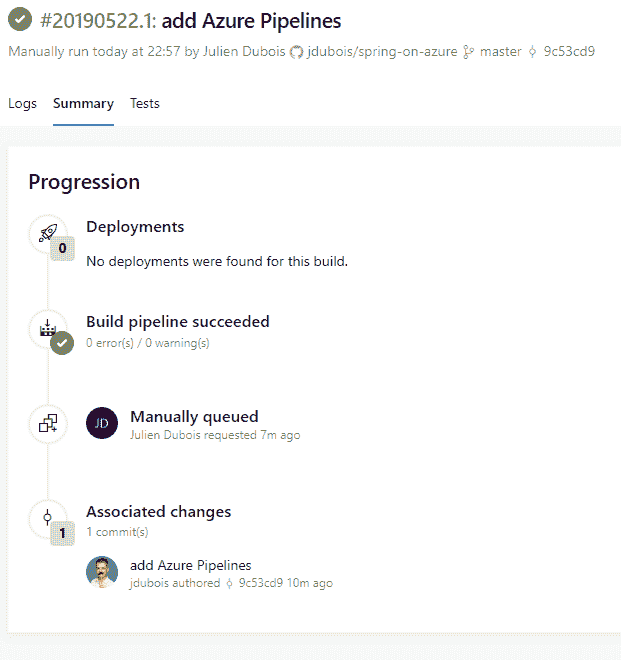 #20190522.1: add Azure Pipelines
Manually run today at 22:57 by Julien Dubois jdubois/spring-on-azure master 9c53cd9
Logs Summary Tests
Progression
Deployments
0
No deployments were found for this build.
Build pipeline succeeded
0 error(s) / 0 warning(s)
JD
Manually queued
Julien Dubois requested 7m ago
Associated changes
1
1 commit(s)
add Azure Pipelines
jdubois authored 9c53cd9 10m ago